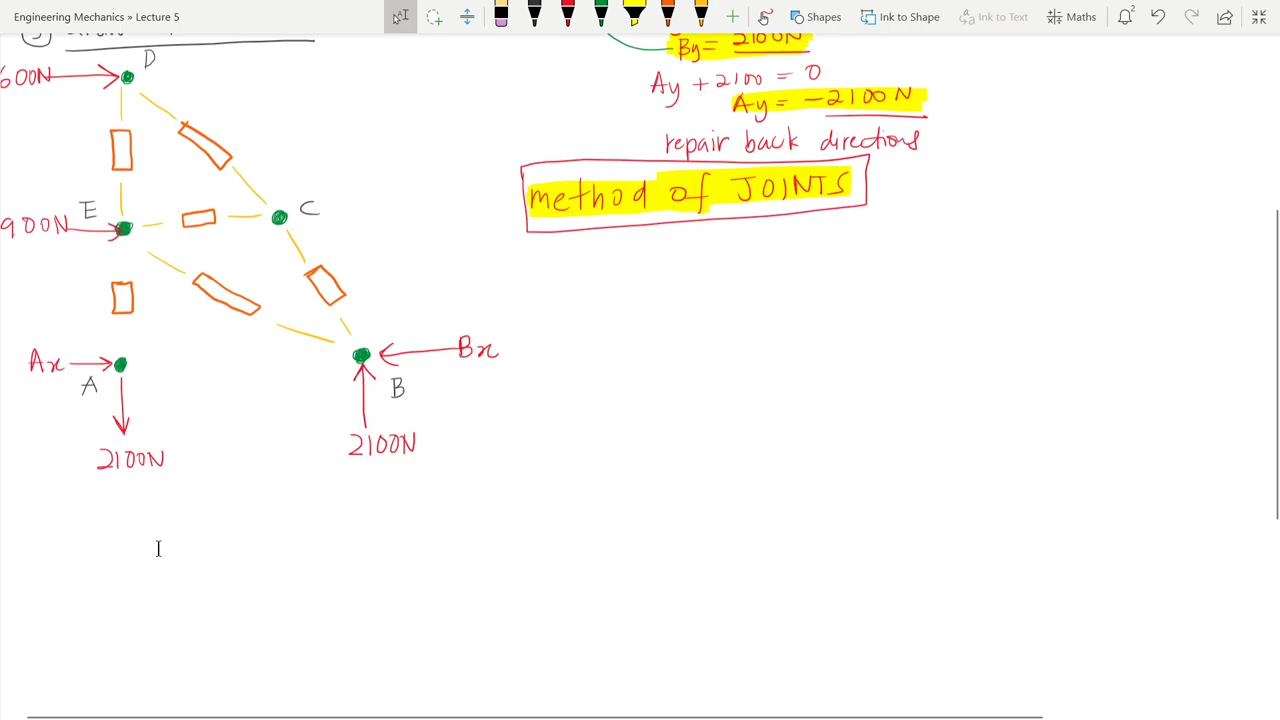 Engineering Mechanics » Lecture 5
Shapes
Ink to Shape
Ink to Text
Maths
By = 2100N
Ay + 2100 = 0
Ay = -2100 N
repair back directions
method of JOINTS
D
600N
E
C
900N
Ax
A
Bx
B
2100N
2100N